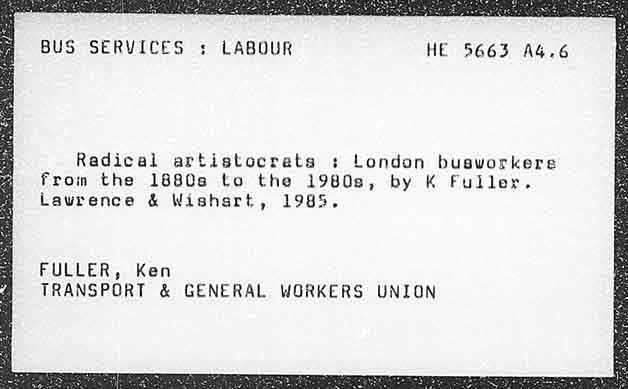 BUS SERVICES : LABOUR HE 5663 A4.6
Radical artistocrats : London busworkers
from the 1880s to the 1980s, by K Fuller.
Lawrence & Wishart, 1985.
FULLER, Ken
TRANSPORT & GENERAL WORKERS UNION